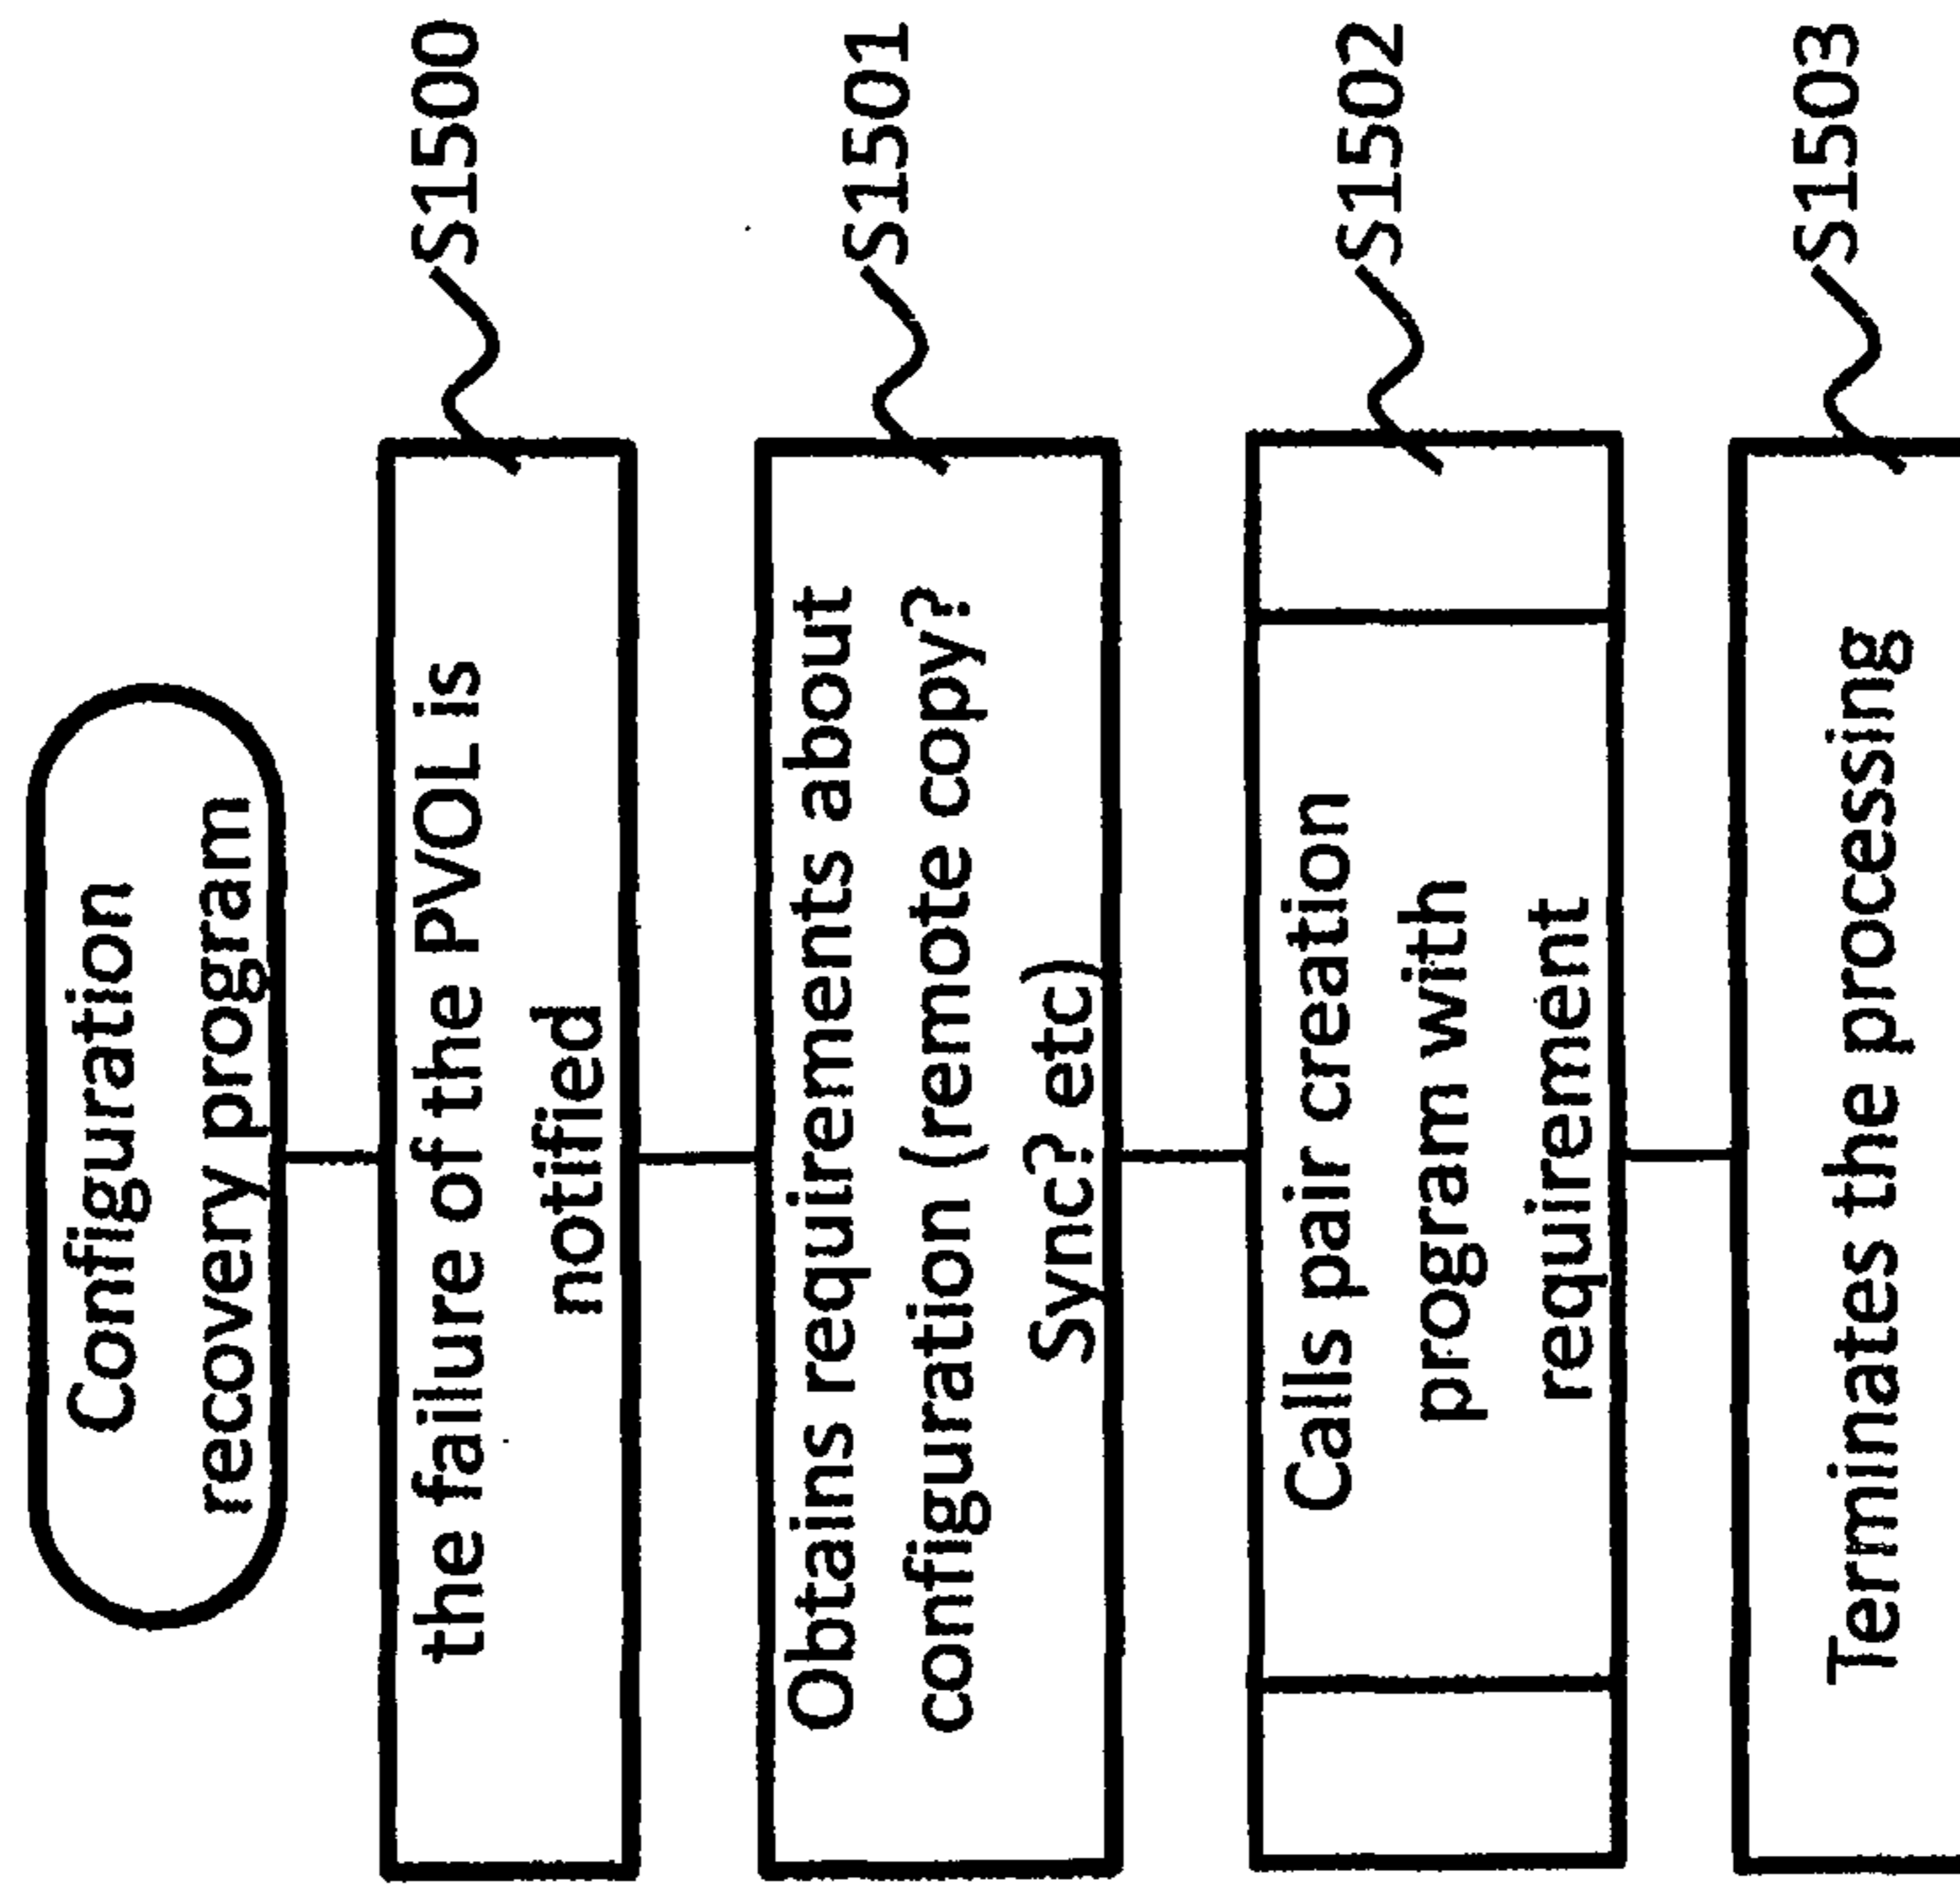 Configuration
recovery program
the failure of the PVOL is
notified
S1500
Obtains requirements about
configuration (remote copy?
Sync? etc)
S1501
Calls pair creation
program with
requirement
S1502
Terminates the processing
S1503